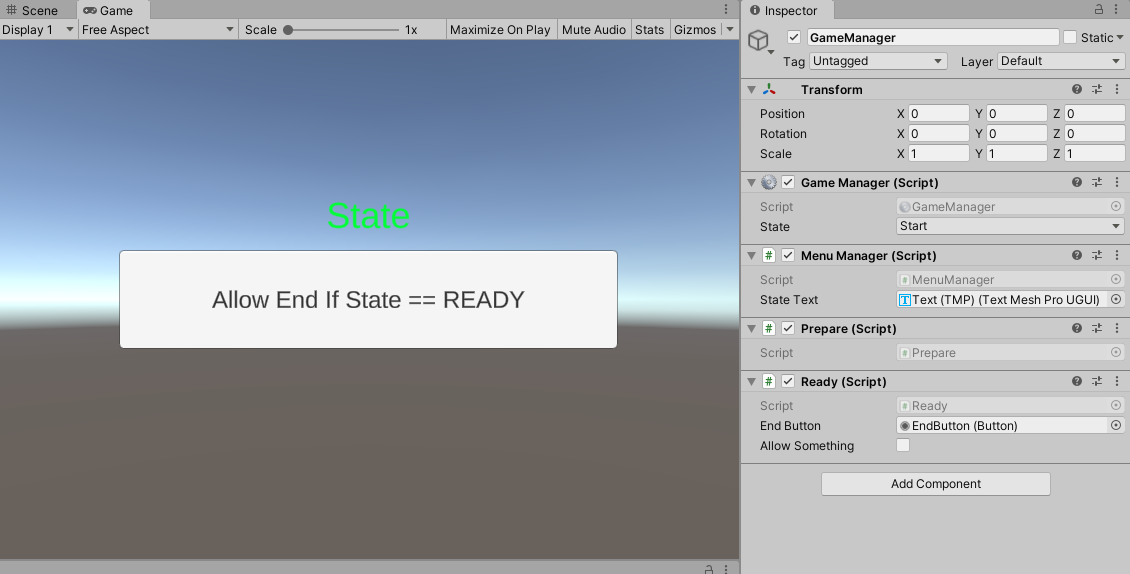 Scene Game
Display 1 Free Aspect Scale 1x Maximize On Play Mute Audio Stats Gizmos
State
Allow End If State == READY
Inspector
GameManager Static
Tag Untagged Layer Default
Transform
Position X 0 Y 0 Z 0
Rotation X 0 Y 0 Z 0
Scale X 1 Y 1 Z 1
Game Manager (Script)
Script GameManager
State Start
# Menu Manager (Script)
Script # MenuManager
State Text T Text (TMP) (Text Mesh Pro UGUI)
# Prepare (Script)
Script # Prepare
# Ready (Script)
Script # Ready
End Button EndButton (Button)
Allow Something
Add Component